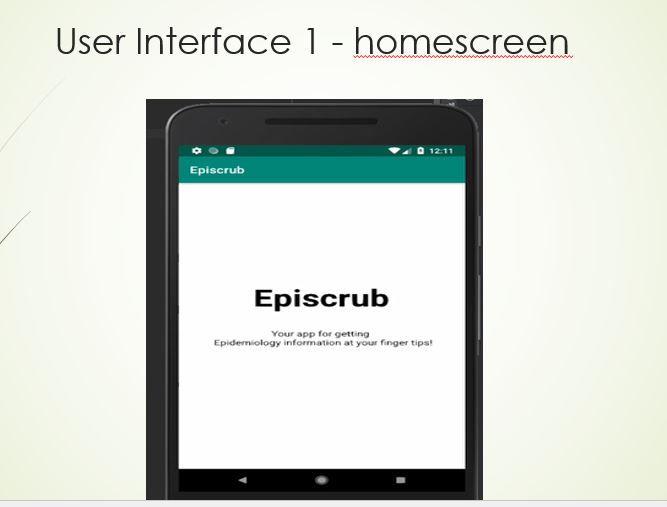 User Interface 1 - homescreen
12:11
Episcrub
Episcrub
Your app for getting
Epidemiology information at your finger tips!